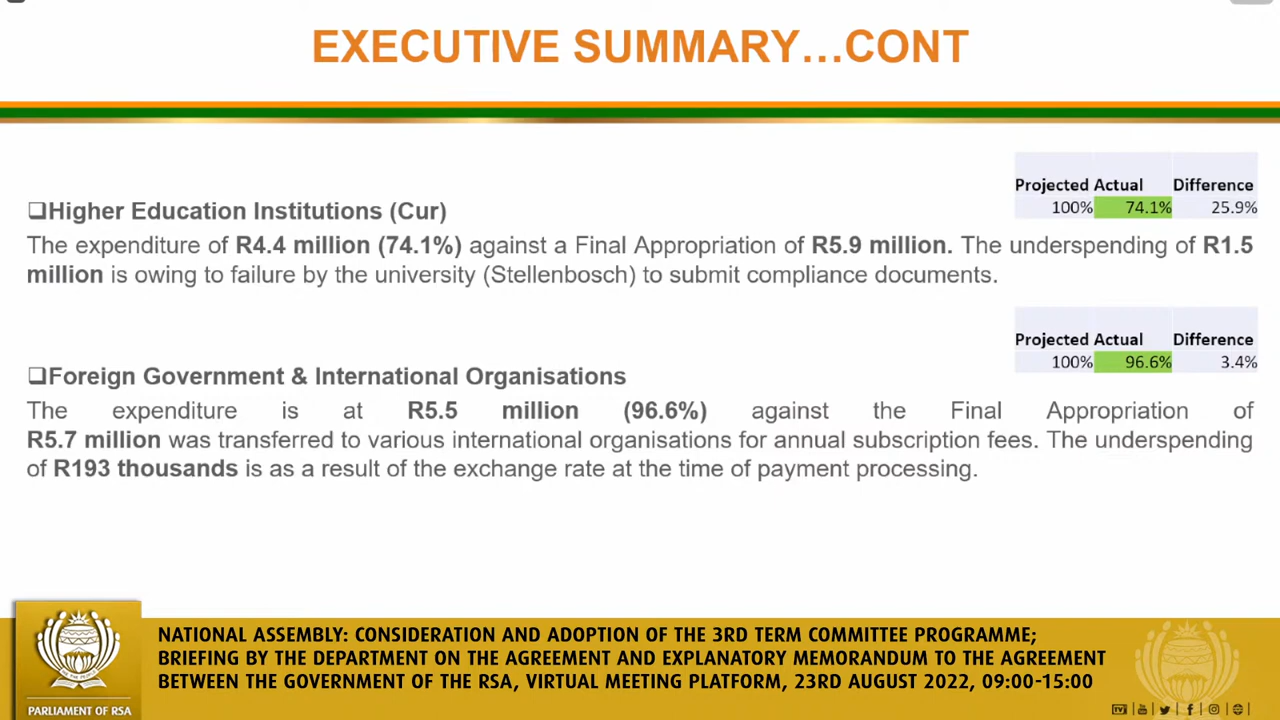 EXECUTIVE SUMMARY…CONT
Projected Actual Difference
100% 74.1% 25.9%
❑Higher Education Institutions (Cur)
The expenditure of R4.4 million (74.1%) against a Final Appropriation of R5.9 million. The underspending of R1.5
million is owing to failure by the university (Stellenbosch) to submit compliance documents.
Projected Actual Difference
100% 96.6% 3.4%
❑Foreign Government & International Organisations
The expenditure is at R5.5 million (96.6%) against the Final Appropriation of
R5.7 million was transferred to various international organisations for annual subscription fees. The underspending
of R193 thousands is as a result of the exchange rate at the time of payment processing.
NATIONAL ASSEMBLY: CONSIDERATION AND ADOPTION OF THE 3RD TERM COMMITTEE PROGRAMME;
BRIEFING BY THE DEPARTMENT ON THE AGREEMENT AND EXPLANATORY MEMORANDUM TO THE AGREEMENT
BETWEEN THE GOVERNMENT OF THE RSA, VIRTUAL MEETING PLATFORM, 23RD AUGUST 2022, 09:00-15:00
PARLIAMENT OF RSA